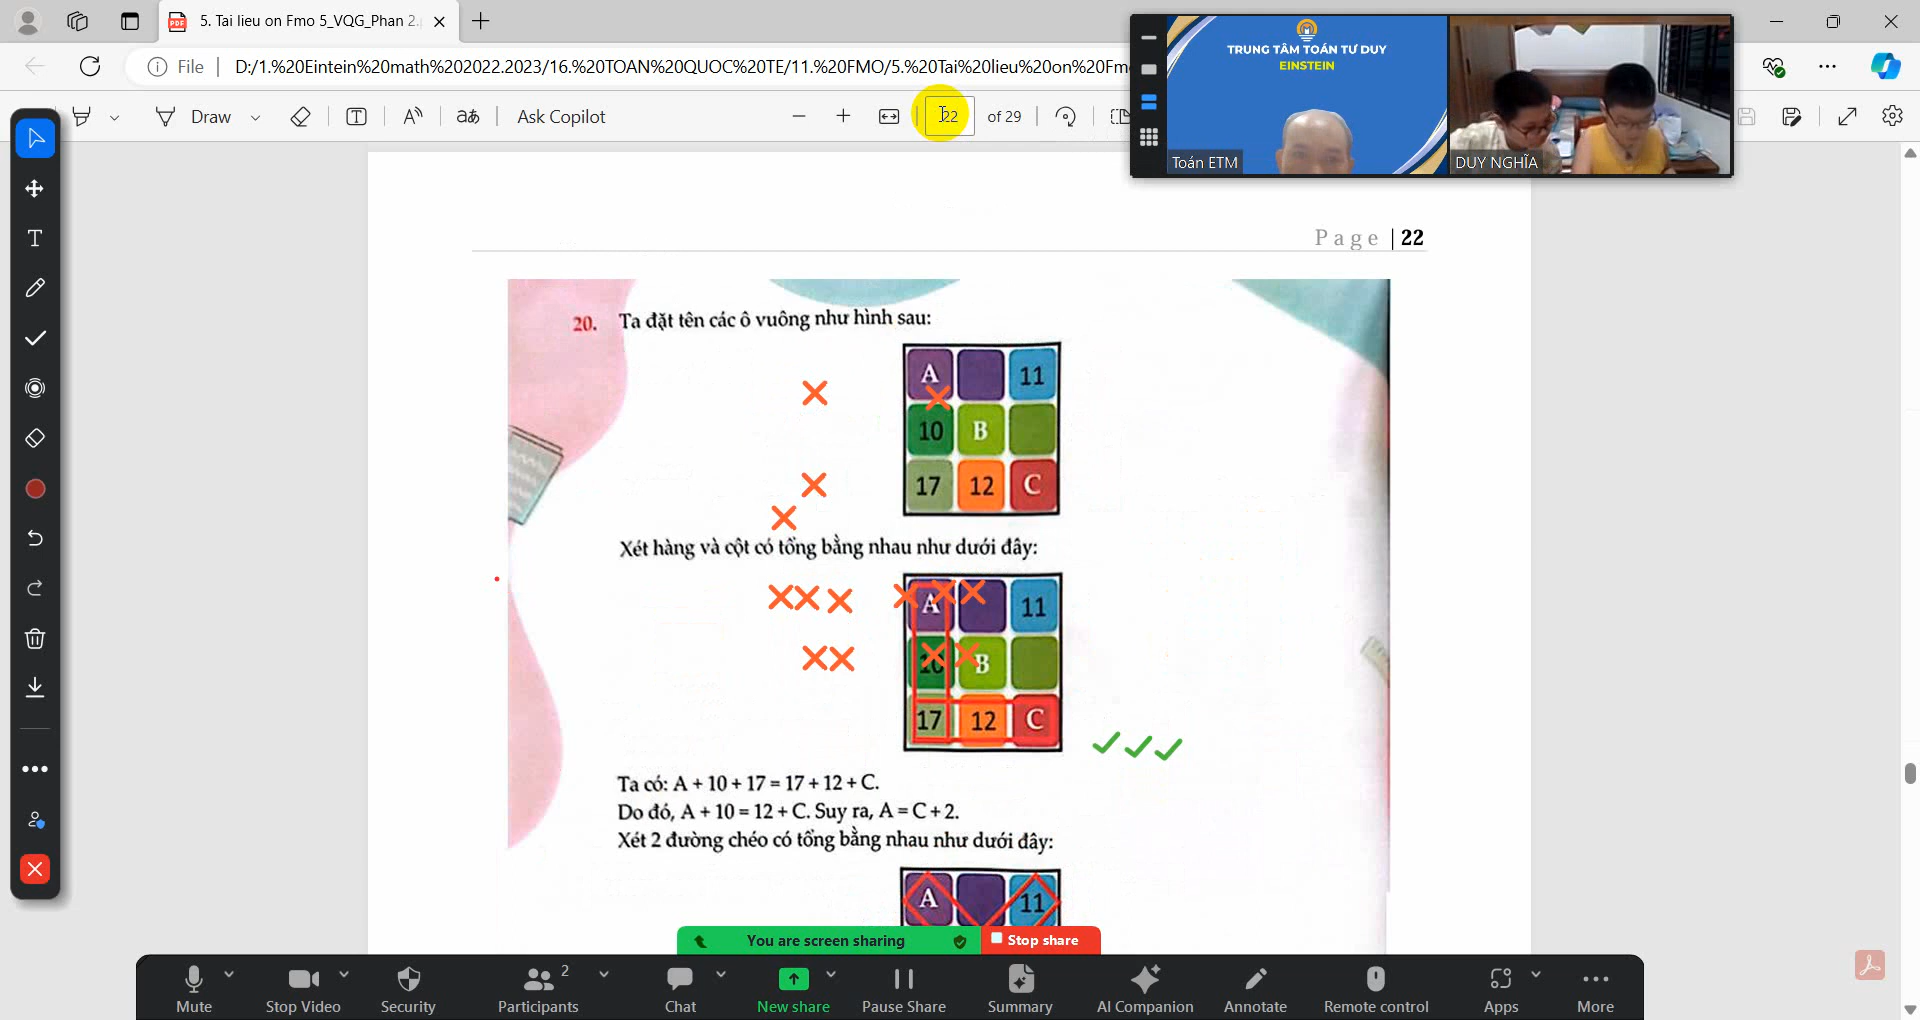 5. Tai lieu on Fmo 5_VQG_Phan 2.
File
D:/1.%20Eintein%20math%202022.2023/16.%20TOAN%20QUOC%20TE/11.%20FMO/5.%20Tai%20lieu%20on%20Fm
Draw
Ask Copilot
22
of 29
TRUNG TÂM TOÁN TƯ DUY
EINSTEIN
Toán ETM
DUY NGHĨA
Page | 22
20. Ta đặt tên các ô vuông như hình sau:
A 11
10 B
17 12 C
Xét hàng và cột có tổng bằng nhau như dưới đây:
A 11
10 B
17 12 C
Ta có: A + 10 + 17 = 17 + 12 + C.
Do đó, A + 10 = 12 + C. Suy ra, A = C + 2.
Xét 2 đường chéo có tổng bằng nhau như dưới đây:
A 11
You are screen sharing
Stop share
Mute
Stop Video
Security
Participants
2
Chat
New share
Pause Share
Summary
AI Companion
Annotate
Remote control
Apps
More